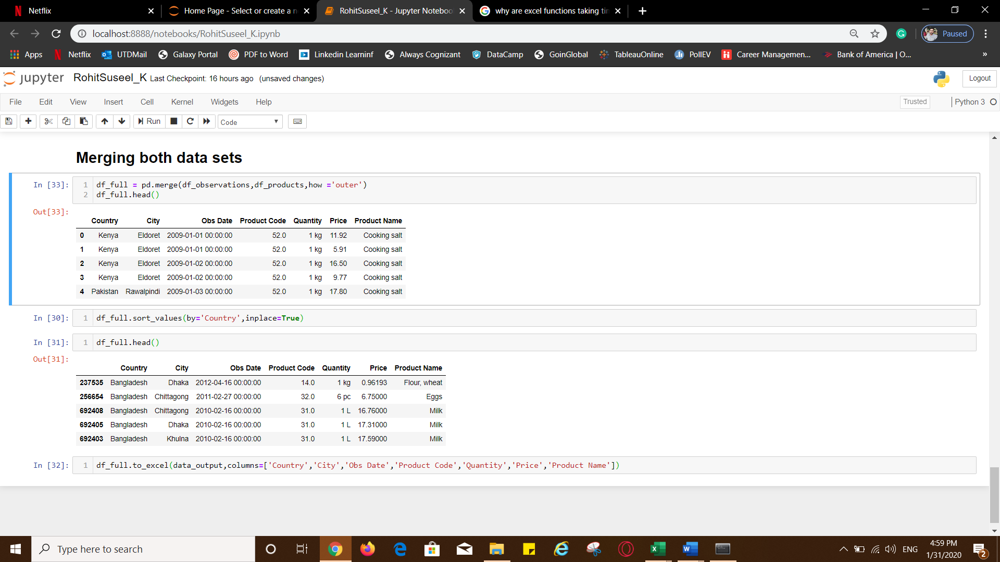 Netflix
Home Page - Select or create a n
RohitSuseel_K - Jupyter Noteboo
why are excel functions taking tir
localhost:8888/notebooks/RohitSuseel_K.ipynb
Paused
Apps Netflix UTDMail Galaxy Portal PDF to Word Linkedin Learninf Always Cognizant DataCamp GoinGlobal TableauOnline PollEV Career Managemen... Bank of America | O... »
jupyter RohitSuseel_K Last Checkpoint: 16 hours ago (unsaved changes) Logout
File Edit View Insert Cell Kernel Widgets Help Trusted Python 3
Run Code
Merging both data sets
In [33]: 1 df_full = pd.merge(df_observations,df_products,how ='outer')
2 df_full.head()
Out[33]:
Country City Obs Date Product Code Quantity Price Product Name
0 Kenya Eldoret 2009-01-01 00:00:00 52.0 1 kg 11.92 Cooking salt
1 Kenya Eldoret 2009-01-01 00:00:00 52.0 1 kg 5.91 Cooking salt
2 Kenya Eldoret 2009-01-02 00:00:00 52.0 1 kg 16.50 Cooking salt
3 Kenya Eldoret 2009-01-02 00:00:00 52.0 1 kg 9.77 Cooking salt
4 Pakistan Rawalpindi 2009-01-03 00:00:00 52.0 1 kg 17.80 Cooking salt
In [30]: 1 df_full.sort_values(by='Country',inplace=True)
In [31]: 1 df_full.head()
Out[31]:
Country City Obs Date Product Code Quantity Price Product Name
237535 Bangladesh Dhaka 2012-04-16 00:00:00 14.0 1 kg 0.96193 Flour, wheat
256654 Bangladesh Chittagong 2011-02-27 00:00:00 32.0 6 pc 6.75000 Eggs
692408 Bangladesh Chittagong 2010-02-16 00:00:00 31.0 1 L 16.76000 Milk
692405 Bangladesh Dhaka 2010-02-16 00:00:00 31.0 1 L 17.31000 Milk
692403 Bangladesh Khulna 2010-02-16 00:00:00 31.0 1 L 17.59000 Milk
In [32]: 1 df_full.to_excel(data_output,columns=['Country','City','Obs Date','Product Code','Quantity','Price','Product Name'])
Type here to search
ENG
4:59 PM
1/31/2020
2